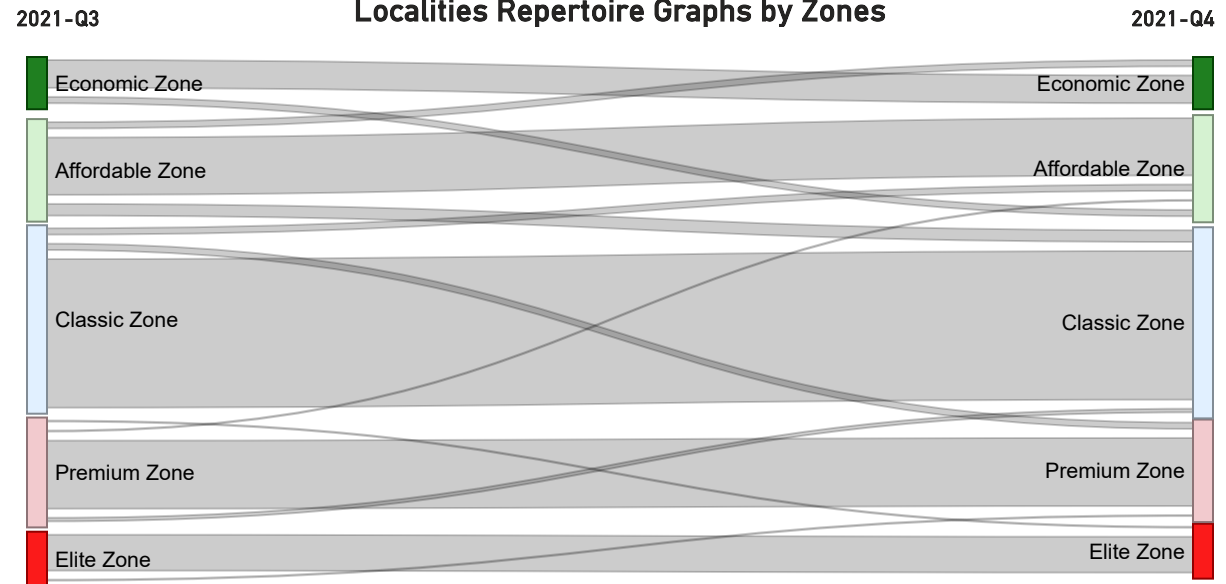 Localities Repertoire Graphs by Zones
2021-Q3
2021-Q4
Economic Zone
Economic Zone
Affordable Zone
Affordable Zone
Classic Zone
Classic Zone
Premium Zone
Premium Zone
Elite Zone
Elite Zone